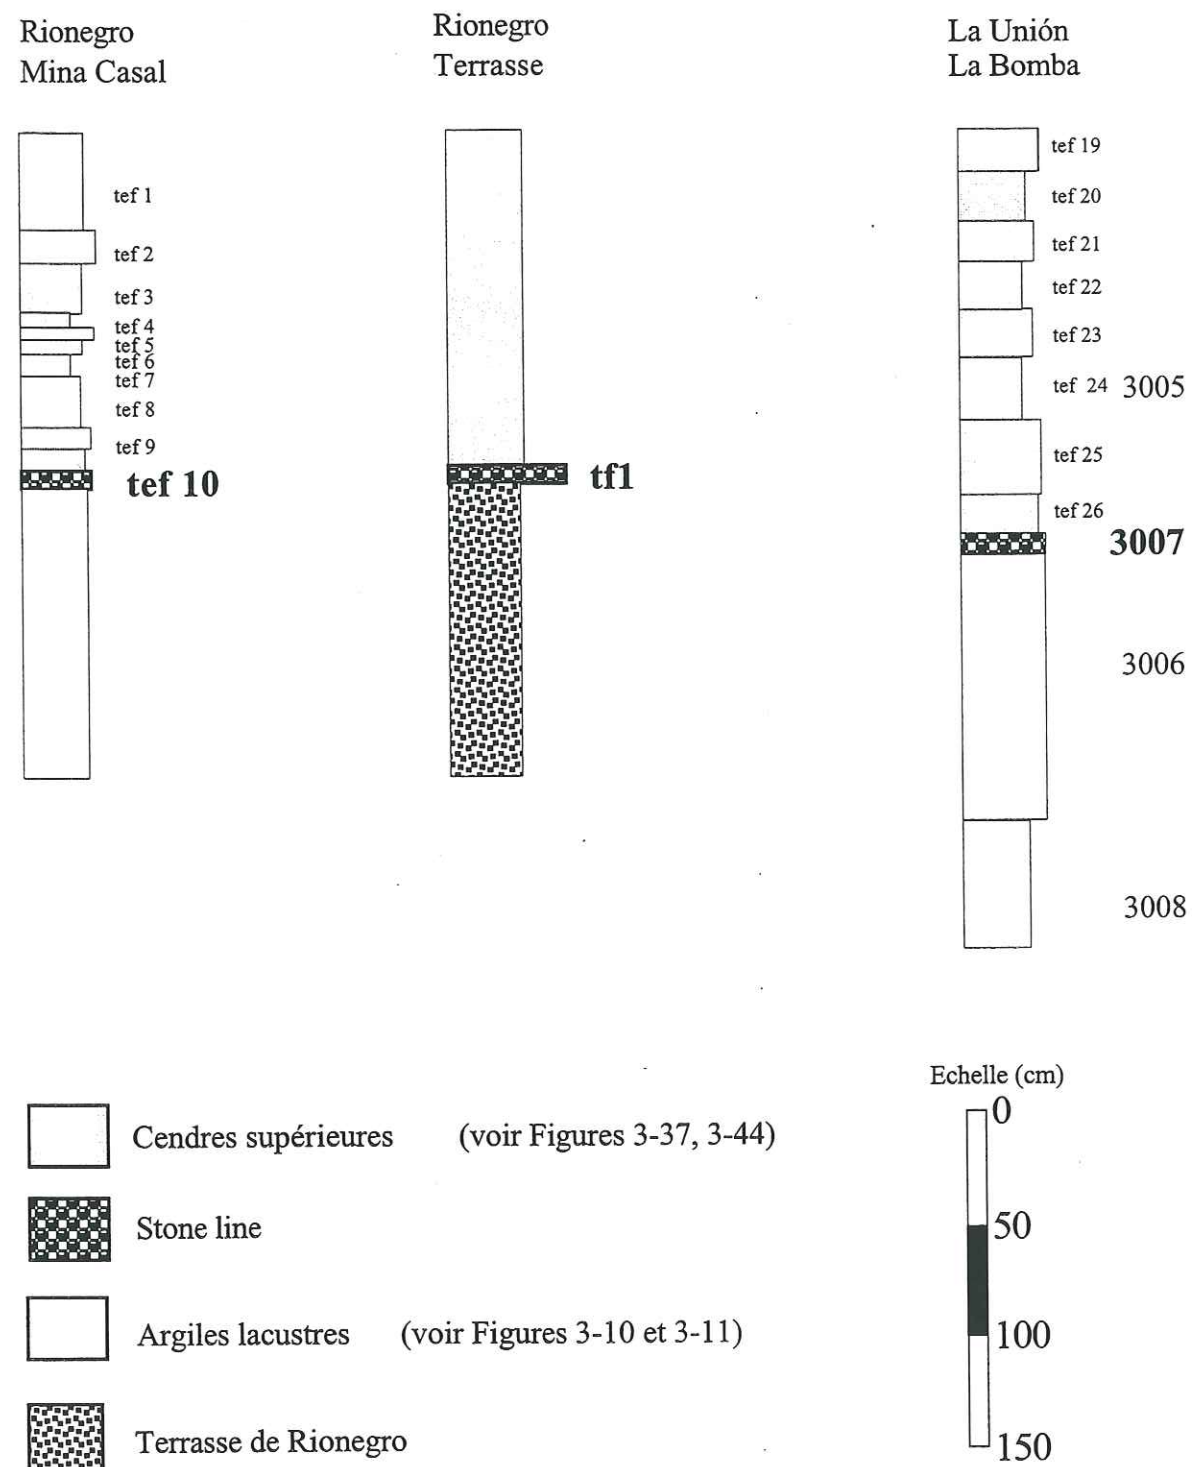 Rionegro
Mina Casal
tef 1
tef 2
tef 3
tef 4
tef 5
tef 6
tef 7
tef 8
tef 9
tef 10
Rionegro
Terrasse
tf1
La Unión
La Bomba
tef 19
tef 20
tef 21
tef 22
tef 23
tef 24 3005
tef 25
tef 26
3007
3006
3008
Cendres supérieures (voir Figures 3-37, 3-44)
Stone line
Argiles lacustres (voir Figures 3-10 et 3-11)
Terrasse de Rionegro
Echelle (cm)
0
50
100
150